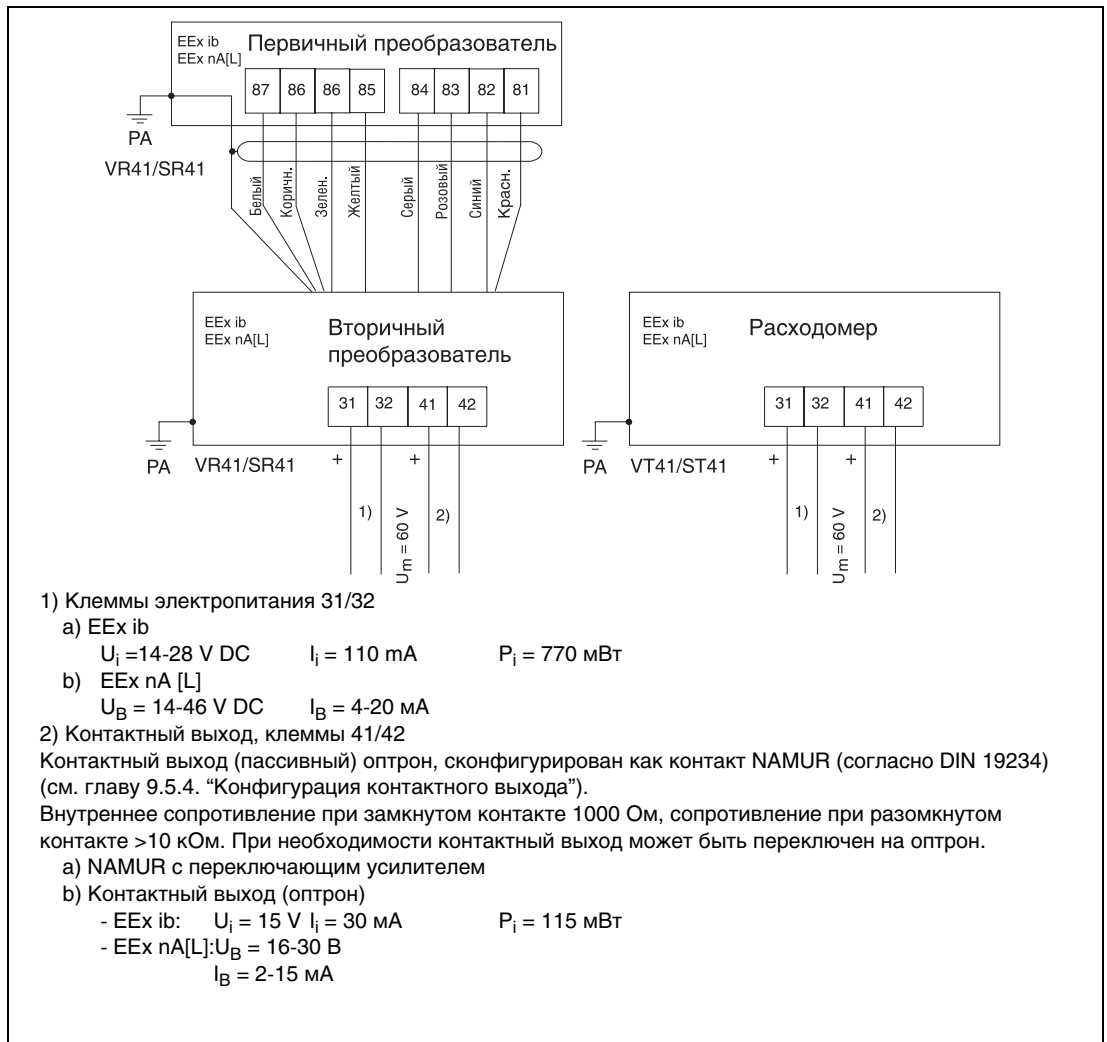 EEx ib
EEx nA[L]
Первичный преобразователь
87 86 86 85 84 83 82 81
PA
VR41/SR41
Белый
Коричн.
Зелен.
Желтый
Серый
Розовый
Синий
Красн.
EEx ib
EEx nA[L]
Вторичный
преобразователь
31 32 41 42
PA
VR41/SR41
+ +
1)
Um = 60 V
2)
EEx ib
EEx nA[L]
Расходомер
31 32 41 42
PA
VT41/ST41
+ +
1)
Um = 60 V
2)
1) Клеммы электропитания 31/32
a) EEx ib
Ui =14-28 V DC Ii = 110 mA Pi = 770 мВт
b) EEx nA [L]
UB = 14-46 V DC IB = 4-20 мА
2) Контактный выход, клеммы 41/42
Контактный выход (пассивный) оптрон, сконфигурирован как контакт NAMUR (согласно DIN 19234)
(см. главу 9.5.4. “Конфигурация контактного выхода”).
Внутреннее сопротивление при замкнутом контакте 1000 Ом, сопротивление при разомкнутом
контакте >10 кОм. При необходимости контактный выход может быть переключен на оптрон.
a) NAMUR с переключающим усилителем
b) Контактный выход (оптрон)
- EEx ib: Ui = 15 V Ii = 30 мА Pi = 115 мВт
- EEx nA[L]:UB = 16-30 В
IB = 2-15 мА